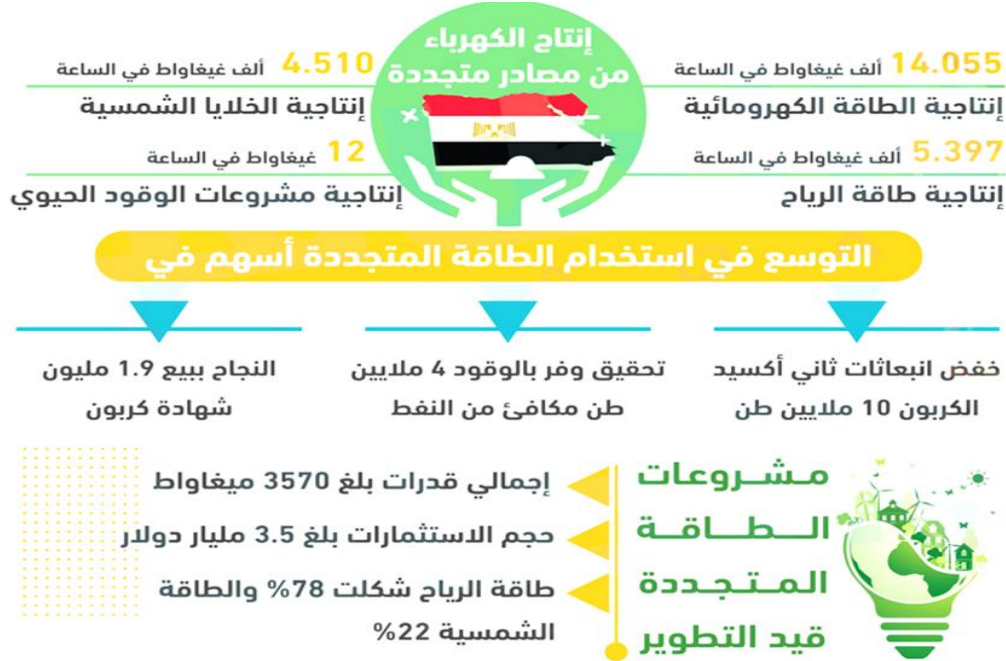 إنتاج الكهرباء
من مصادر متجددة
14.055 ألف غيغاواط في الساعة
إنتاجية الطاقة الكهرومائية
5.397 ألف غيغاواط في الساعة
إنتاجية طاقة الرياح
4.510 ألف غيغاواط في الساعة
إنتاجية الخلايا الشمسية
12 غيغاواط في الساعة
إنتاجية مشروعات الوقود الحيوي
التوسع في استخدام الطاقة المتجددة أسهم في
خفض انبعاثات ثاني أكسيد
الكربون 10 ملايين طن
تحقيق وفر بالوقود 4 ملايين
طن مكافئ من النفط
النجاح ببيع 1.9 مليون
شهادة كربون
مشروعات
الطاقة
المتجددة
قيد التطوير
إجمالي قدرات بلغ 3570 ميغاواط
حجم الاستثمارات بلغ 3.5 مليار دولار
طاقة الرياح شكلت 78% والطاقة
الشمسية 22%